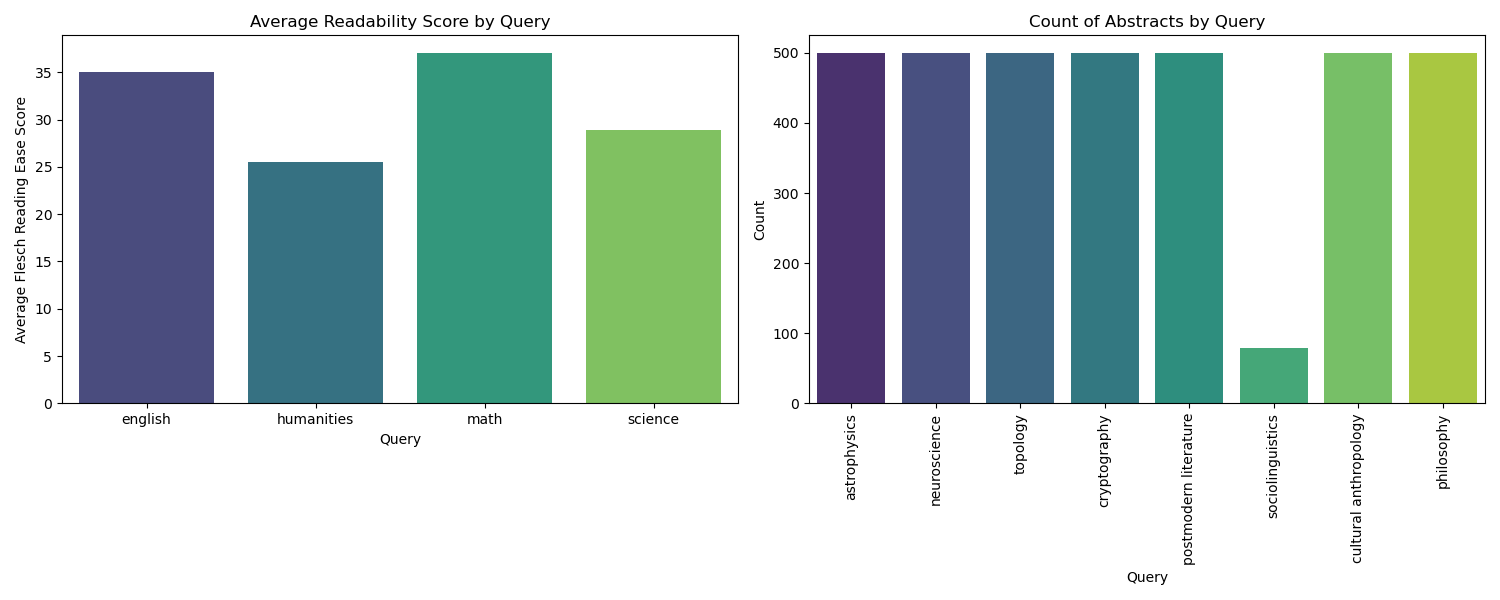 Average Readability Score by Query
Average Flesch Reading Ease Score
35
30
25
20
15
10
5
0
english humanities math science
Query
Count of Abstracts by Query
Count
500
400
300
200
100
0
astrophysics
neuroscience
topology
cryptography
postmodern literature
sociolinguistics
cultural anthropology
philosophy
Query